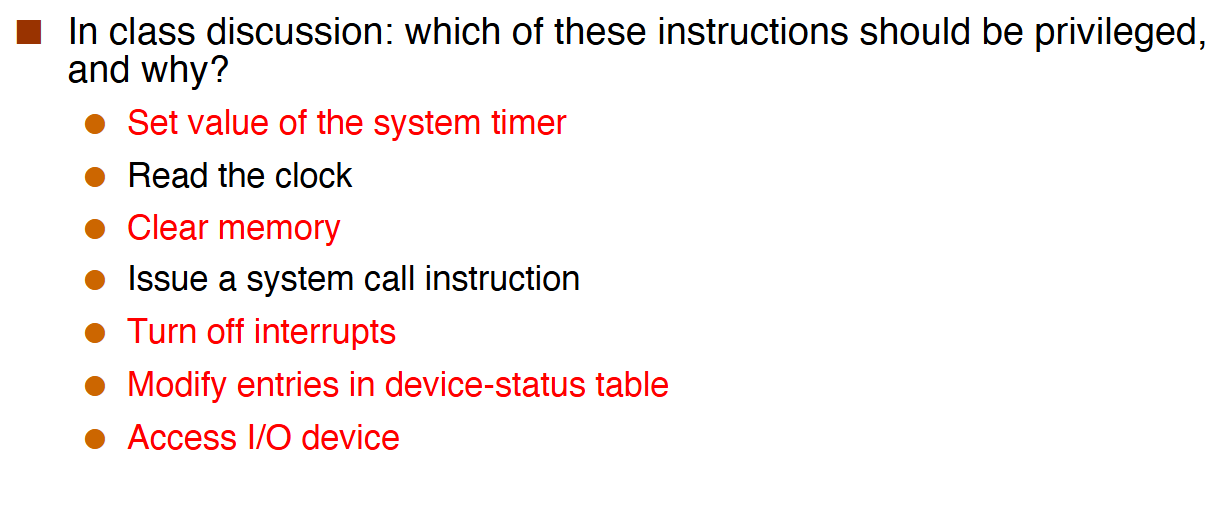 In class discussion: which of these instructions should be privileged,
and why?
Set value of the system timer
Read the clock
Clear memory
Issue a system call instruction
Turn off interrupts
Modify entries in device-status table
Access I/O device